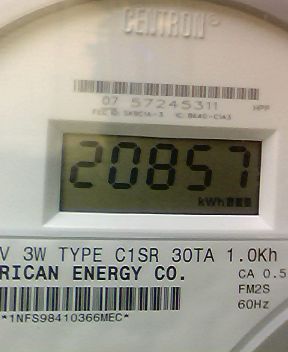 CENTRON®
07 57245311 HPP
20857
kWh
V 3W TYPE C1SR 30TA 1.0Kh
RICAN ENERGY CO. CA 0.5
FM2S
60Hz
*1NFS98410366MEC*